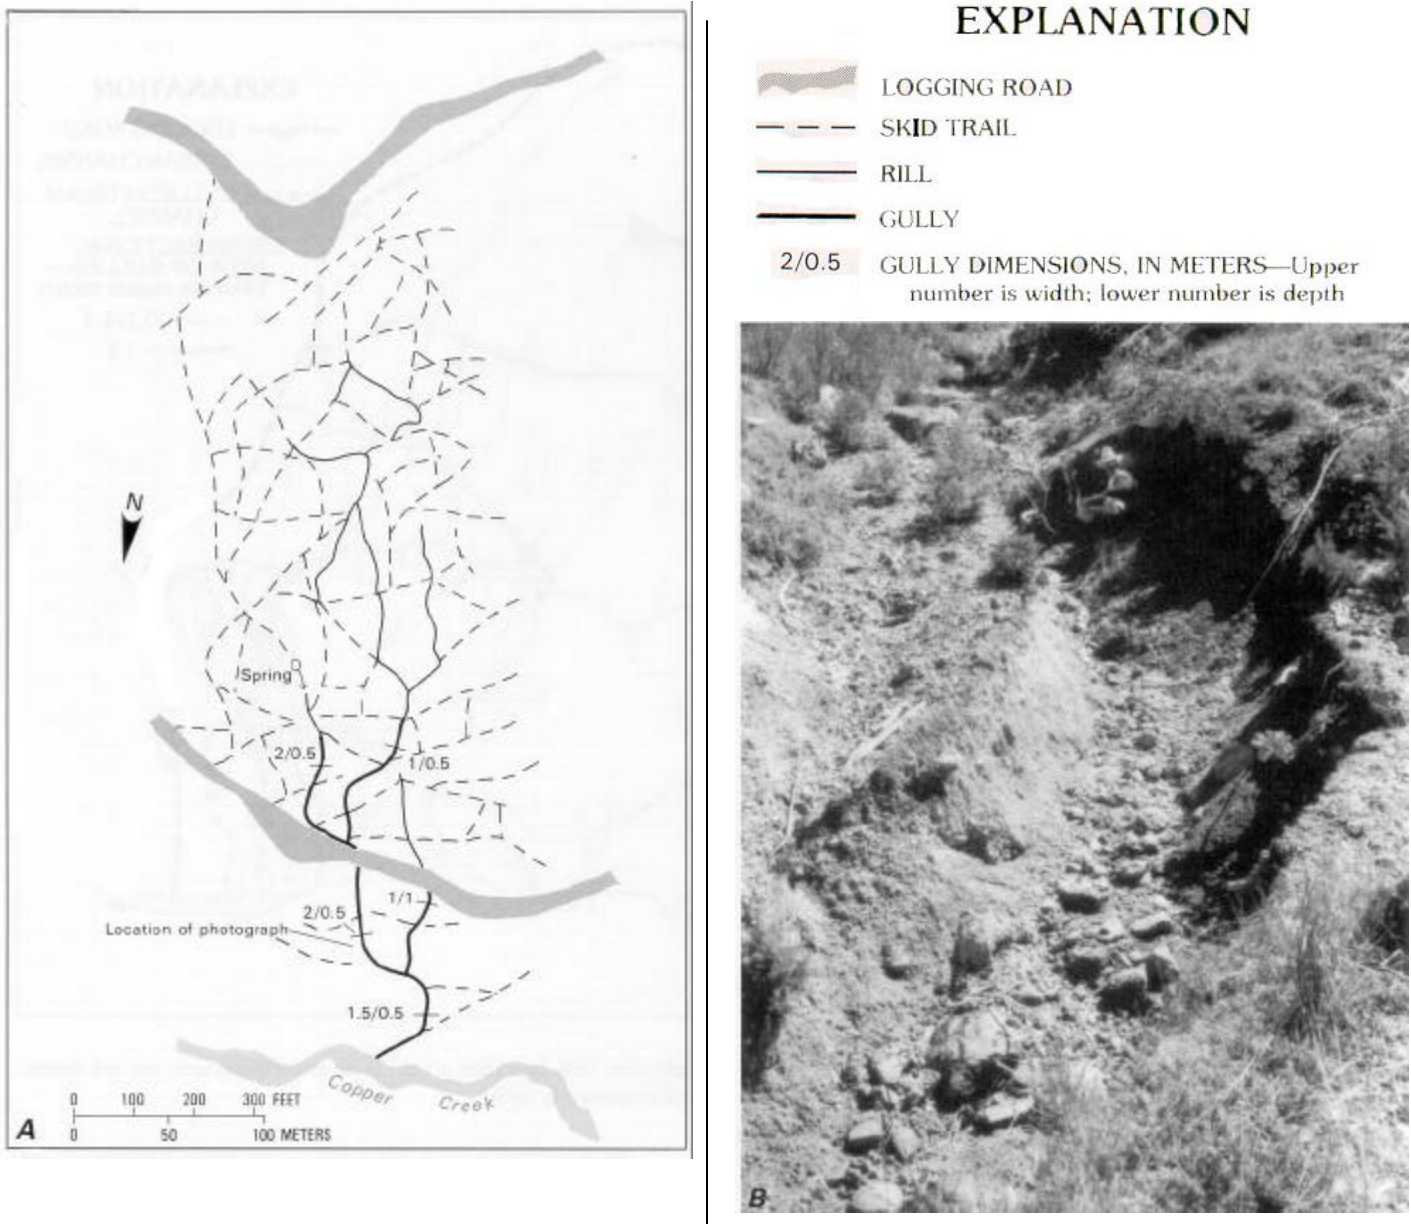 N
Spring
2/0.5
1/0.5
1/1
2/0.5
Location of photograph
1.5/0.5
Copper Creek
0 100 200 300 FEET
0 50 100 METERS
A
EXPLANATION
LOGGING ROAD
SKID TRAIL
RILL
GULLY
2/0.5 GULLY DIMENSIONS, IN METERS—Upper
number is width; lower number is depth
B